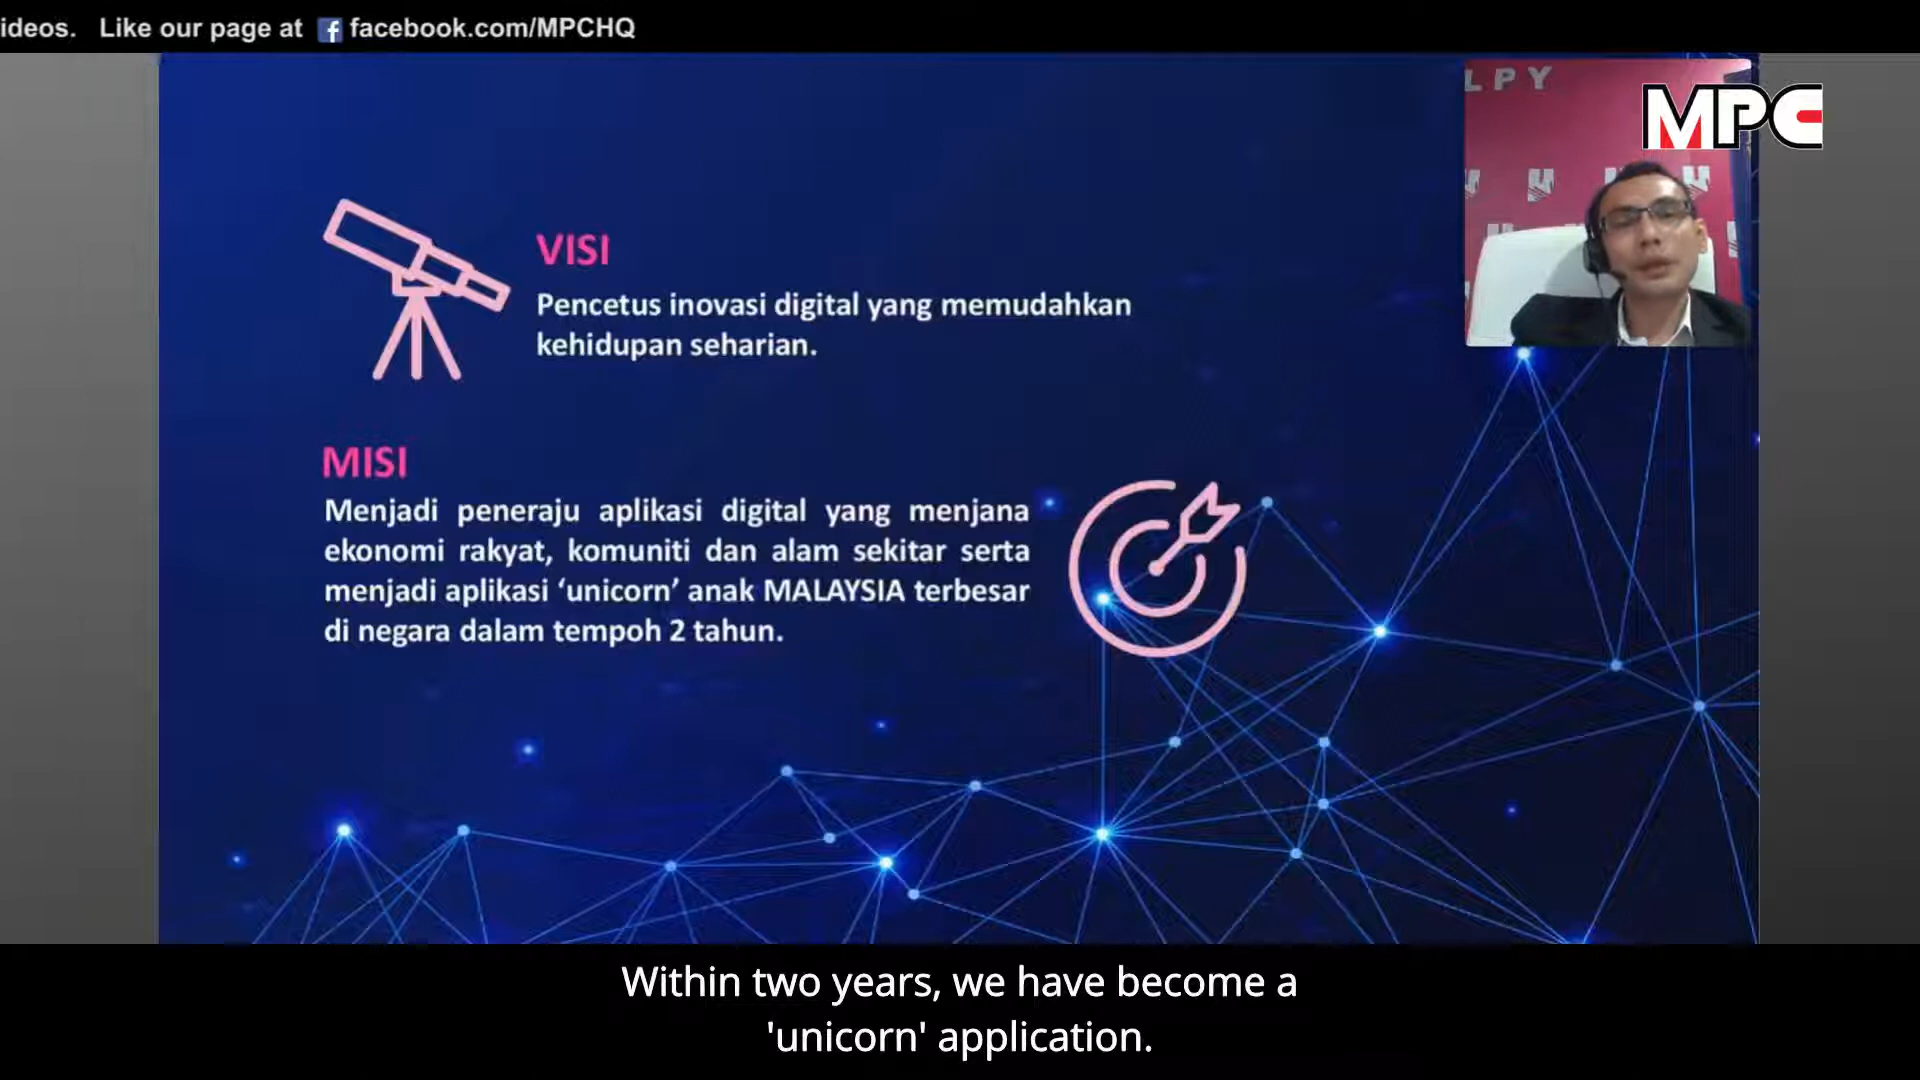 ideos. Like our page at facebook.com/MPCHQ
LPY
MPC
VISI
Pencetus inovasi digital yang memudahkan
kehidupan seharian.
MISI
Menjadi peneraju aplikasi digital yang menjana
ekonomi rakyat, komuniti dan alam sekitar serta
menjadi aplikasi ‘unicorn’ anak MALAYSIA terbesar
di negara dalam tempoh 2 tahun.
Within two years, we have become a
'unicorn' application.